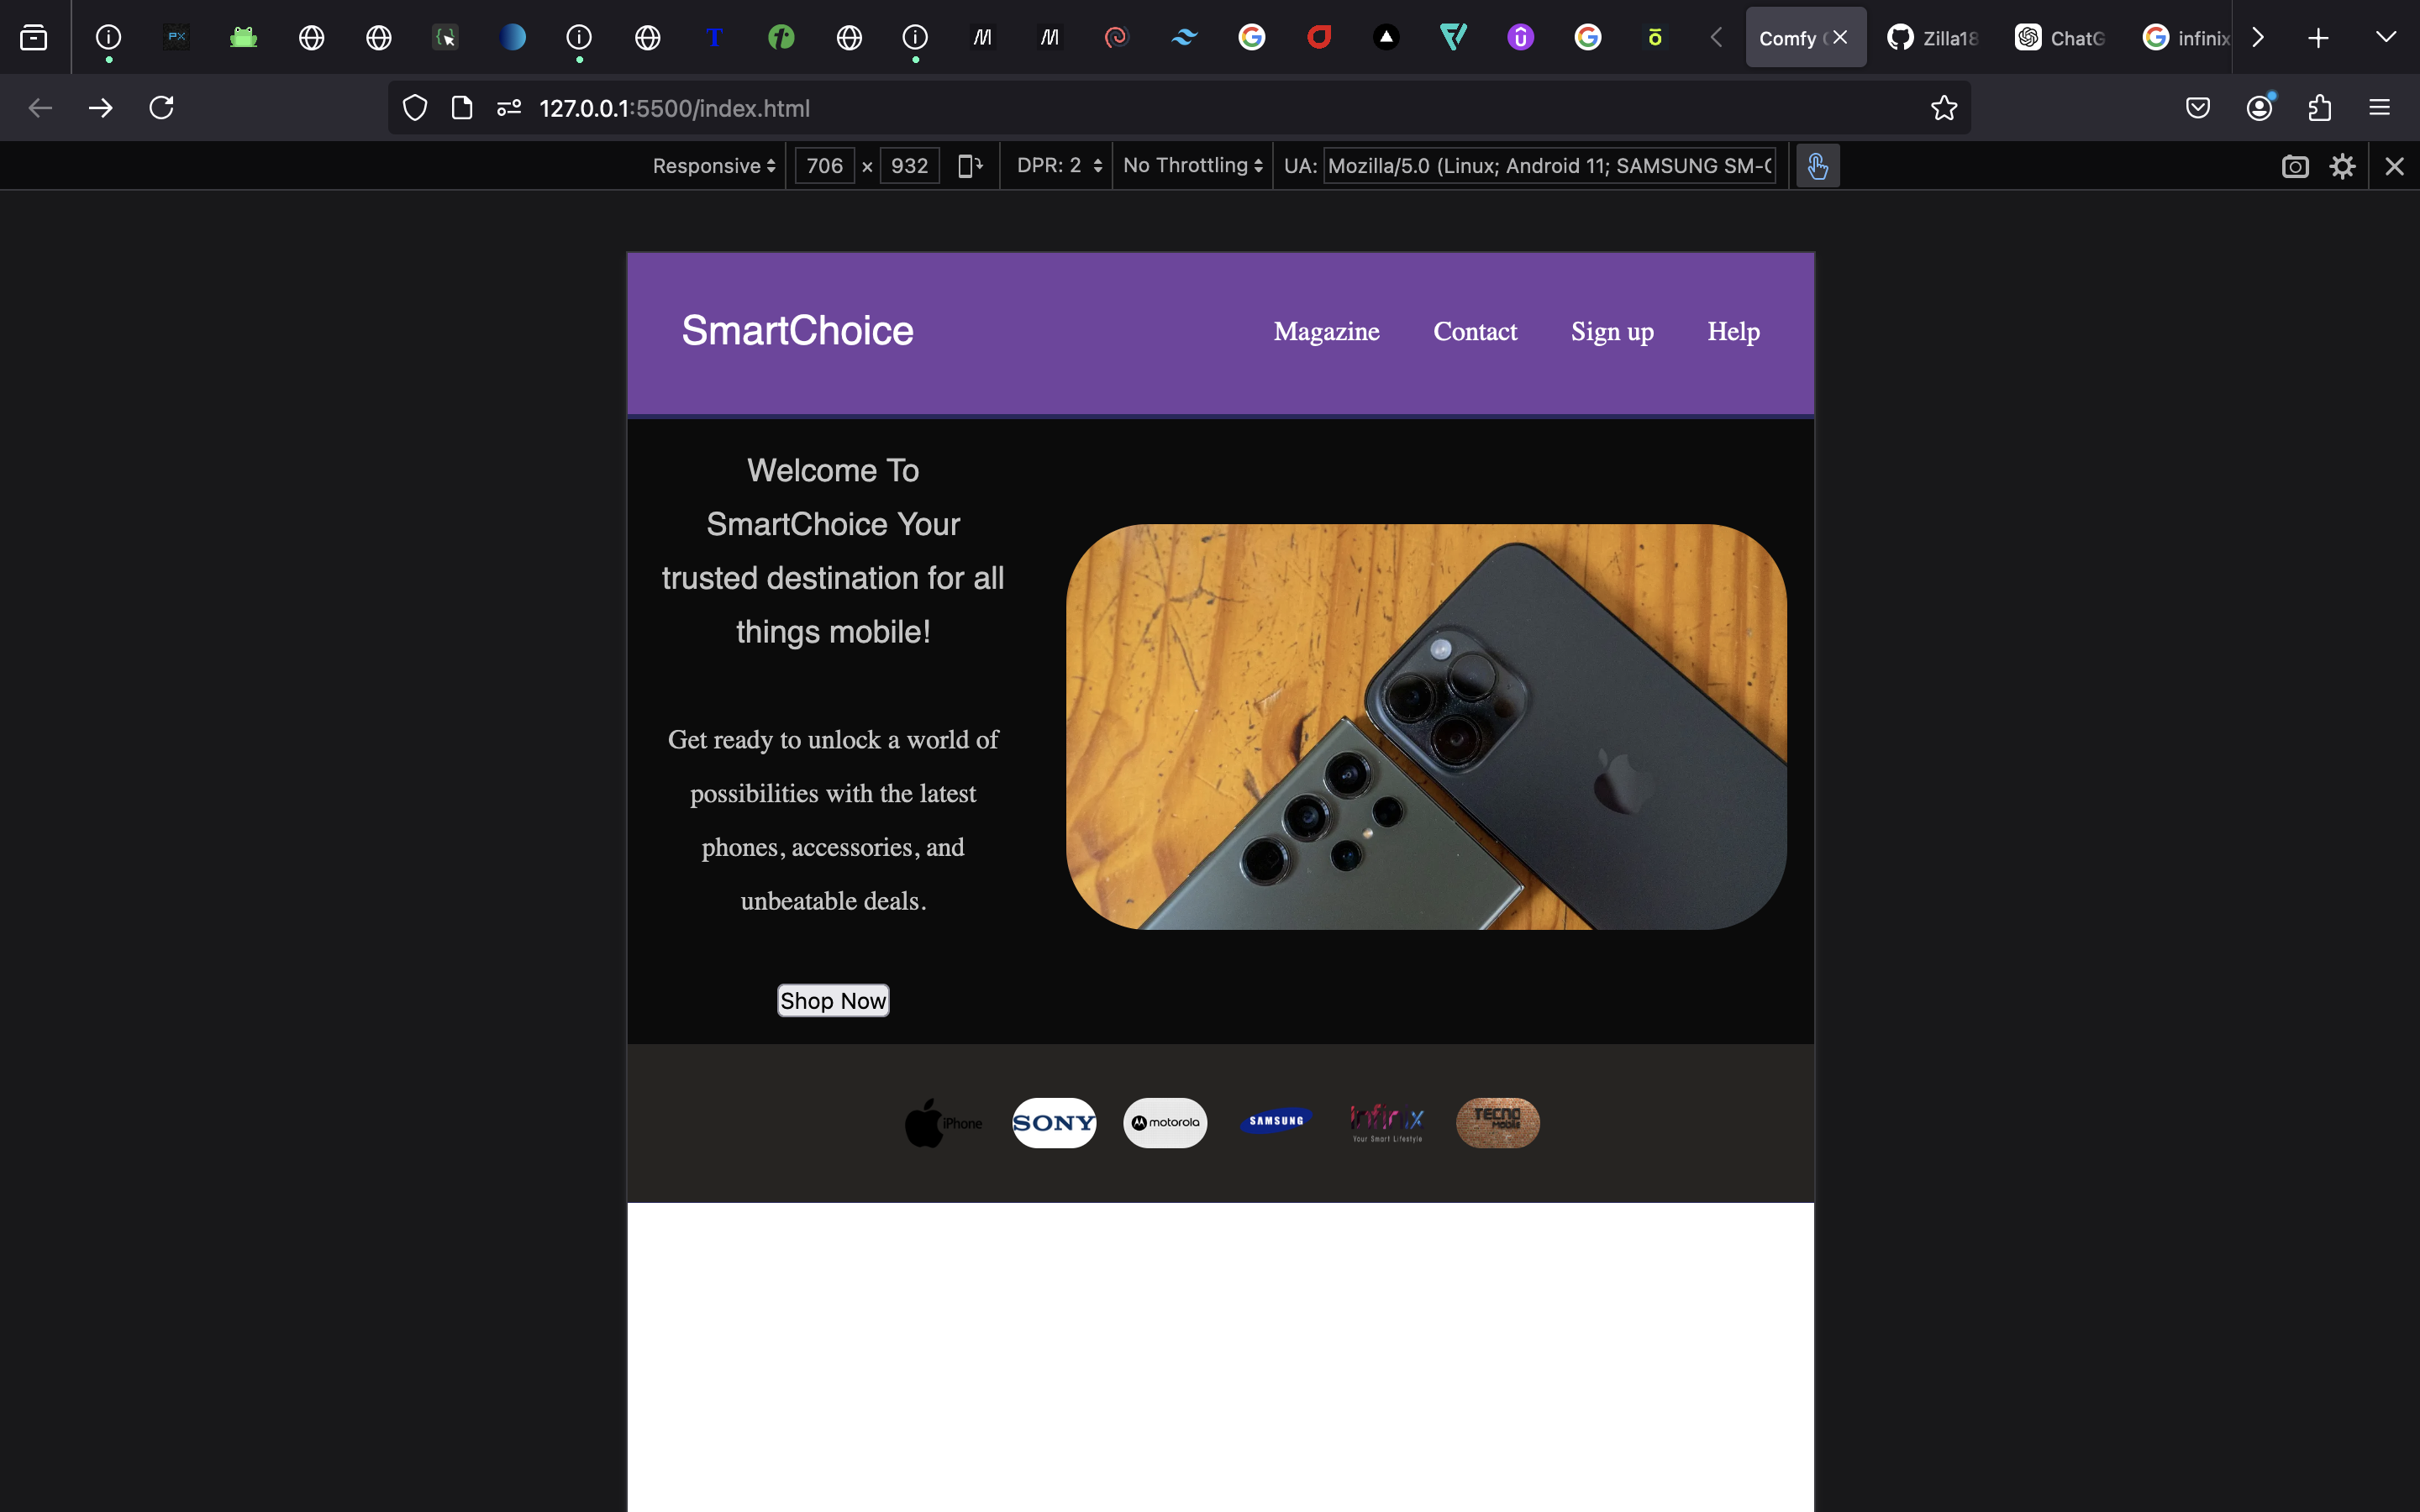 PX
T
Comfy
Zilla18
ChatG
infinix
127.0.0.1:5500/index.html
Responsive
706 × 932
DPR: 2
No Throttling
UA: Mozilla/5.0 (Linux; Android 11; SAMSUNG SM-G
SmartChoice
Magazine
Contact
Sign up
Help
Welcome To
SmartChoice Your
trusted destination for all
things mobile!
Get ready to unlock a world of
possibilities with the latest
phones, accessories, and
unbeatable deals.
Shop Now
iPhone
SONY
motorola
SAMSUNG
infinix
Your Smart Lifestyle
TECNO
Mobile